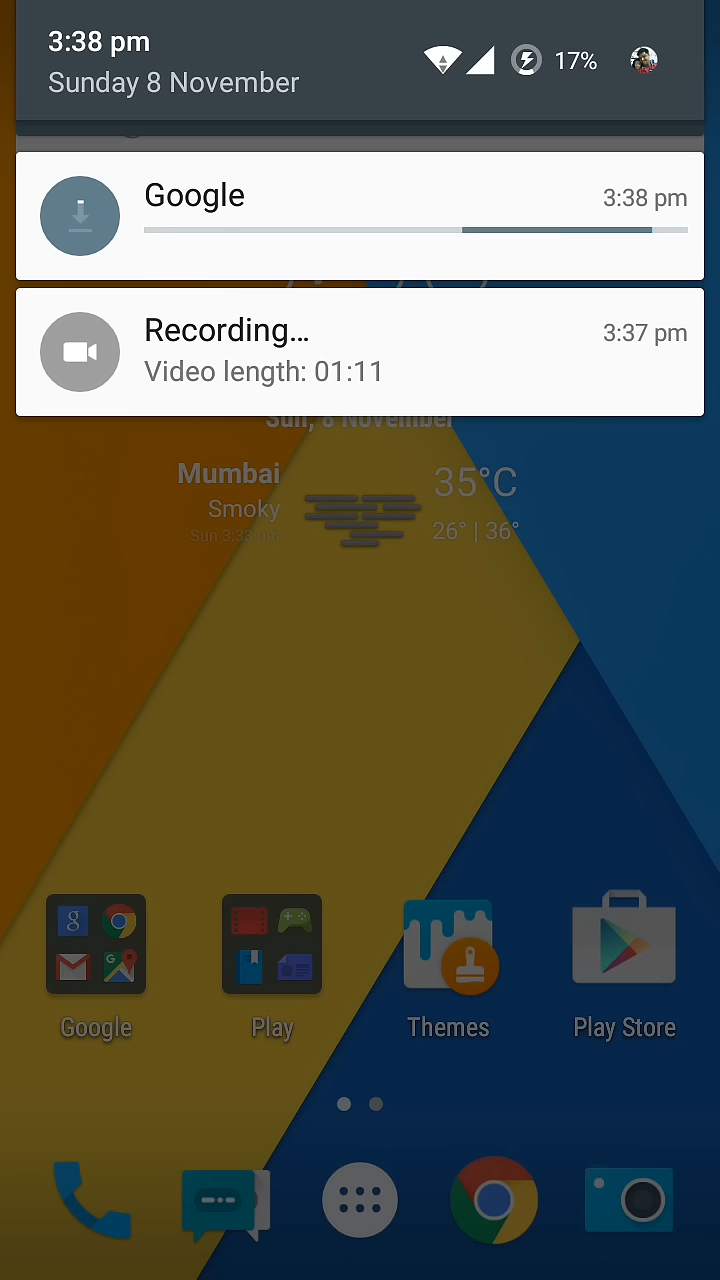 3:38 pm
Sunday 8 November
17%
Google
3:38 pm
Recording...
3:37 pm
Video length: 01:11
Sun, 8 November
Mumbai
35°C
Smoky
26° | 36°
Sun 3:33 pm
Google
Play
Themes
Play Store